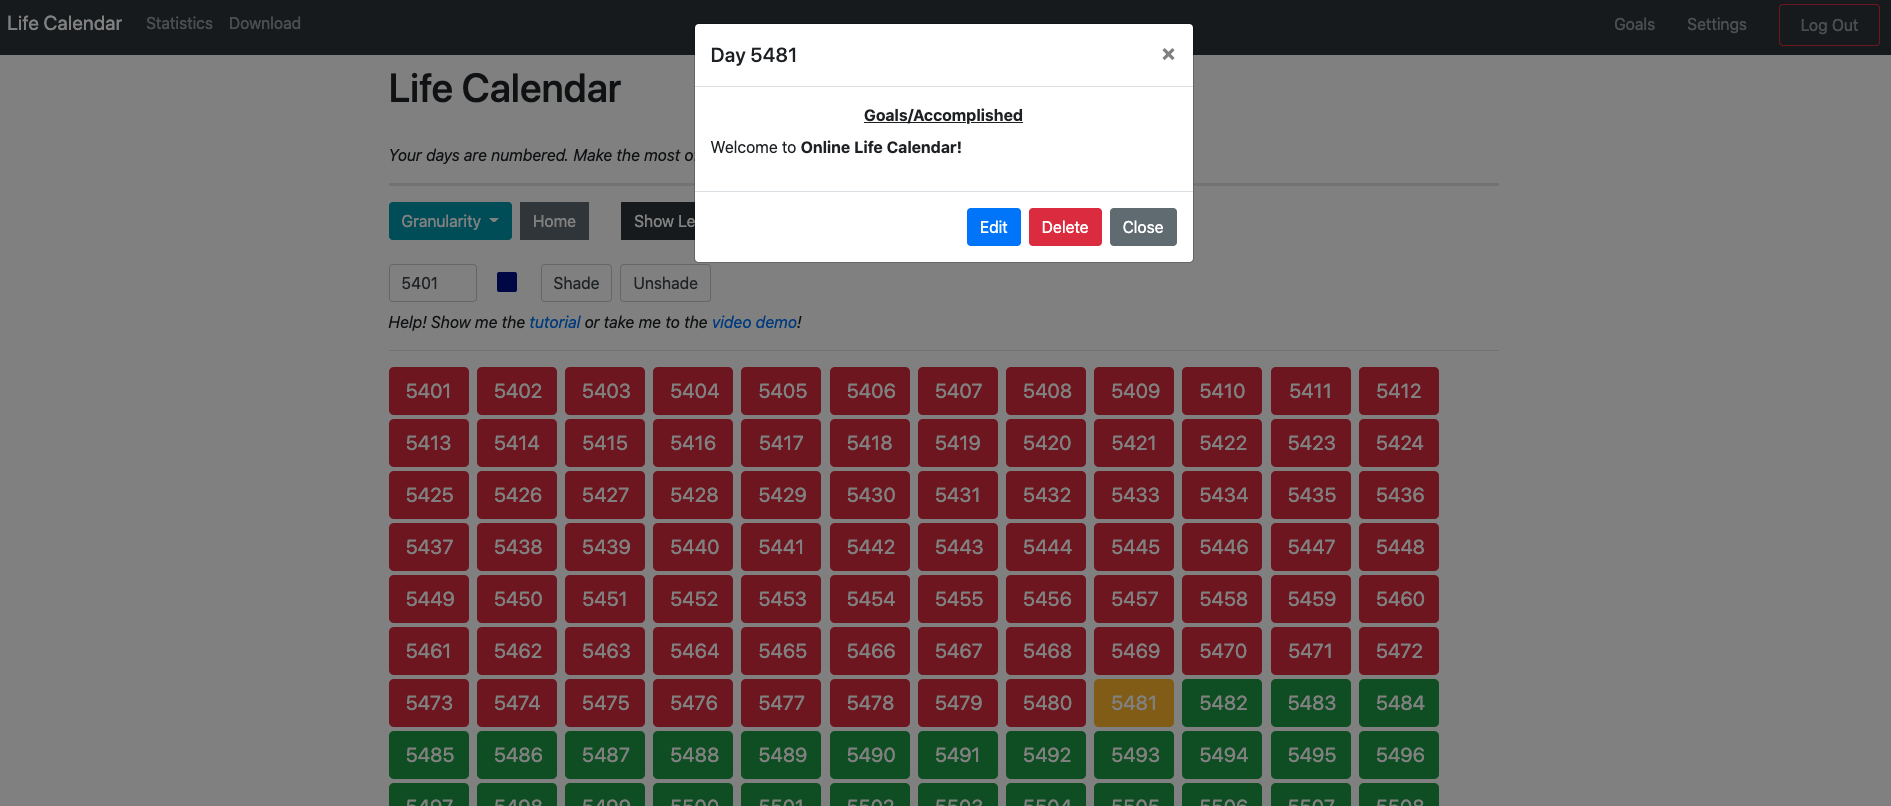 Life Calendar Statistics Download Goals Settings Log Out
Day 5481 ×
Goals/Accomplished
Welcome to Online Life Calendar!
Edit Delete Close
Life Calendar
Your days are numbered. Make the most
Granularity Home Show
5401 Shade Unshade
Help! Show me the tutorial or take me to the video demo!
5401 5402 5403 5404 5405 5406 5407 5408 5409 5410 5411 5412
5413 5414 5415 5416 5417 5418 5419 5420 5421 5422 5423 5424
5425 5426 5427 5428 5429 5430 5431 5432 5433 5434 5435 5436
5437 5438 5439 5440 5441 5442 5443 5444 5445 5446 5447 5448
5449 5450 5451 5452 5453 5454 5455 5456 5457 5458 5459 5460
5461 5462 5463 5464 5465 5466 5467 5468 5469 5470 5471 5472
5473 5474 5475 5476 5477 5478 5479 5480 5481 5482 5483 5484
5485 5486 5487 5488 5489 5490 5491 5492 5493 5494 5495 5496
5497 5498 5499 5500 5501 5502 5503 5504 5505 5506 5507 5508